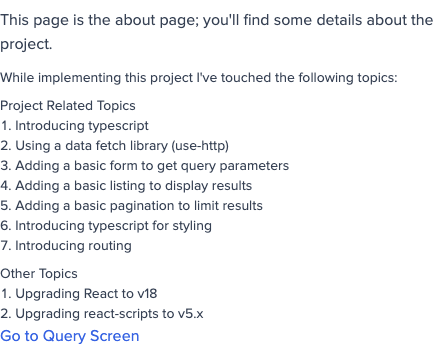 This page is the about page; you'll find some details about the
project.
While implementing this project I've touched the following topics:
Project Related Topics
1. Introducing typescript
2. Using a data fetch library (use-http)
3. Adding a basic form to get query parameters
4. Adding a basic listing to display results
5. Adding a basic pagination to limit results
6. Introducing typescript for styling
7. Introducing routing
Other Topics
1. Upgrading React to v18
2. Upgrading react-scripts to v5.x
Go to Query Screen